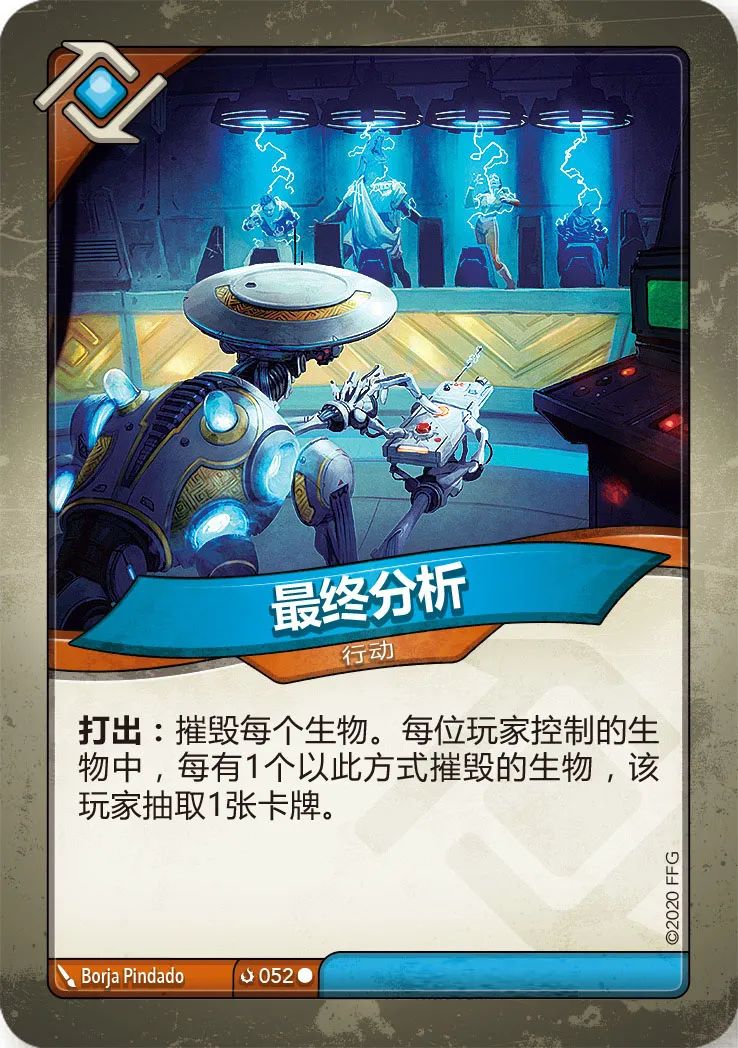 最终分析
行动
打出：摧毁每个生物。每位玩家控制的生
物中，每有1个以此方式摧毁的生物，该
玩家抽取1张卡牌。
©2020 FFG
Borja Pindado
052